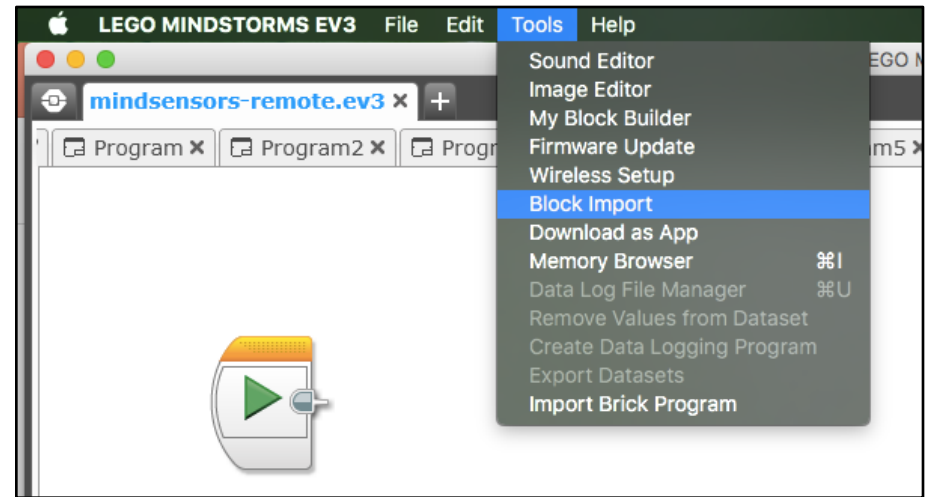 LEGO MINDSTORMS EV3 File Edit Tools Help
EGO
mindsensors-remote.ev3 × +
Program × Program2 × Progr m5 ×
Sound Editor
Image Editor
My Block Builder
Firmware Update
Wireless Setup
Block Import
Download as App
Memory Browser ⌘I
Data Log File Manager ⌘U
Remove Values from Dataset
Create Data Logging Program
Export Datasets
Import Brick Program